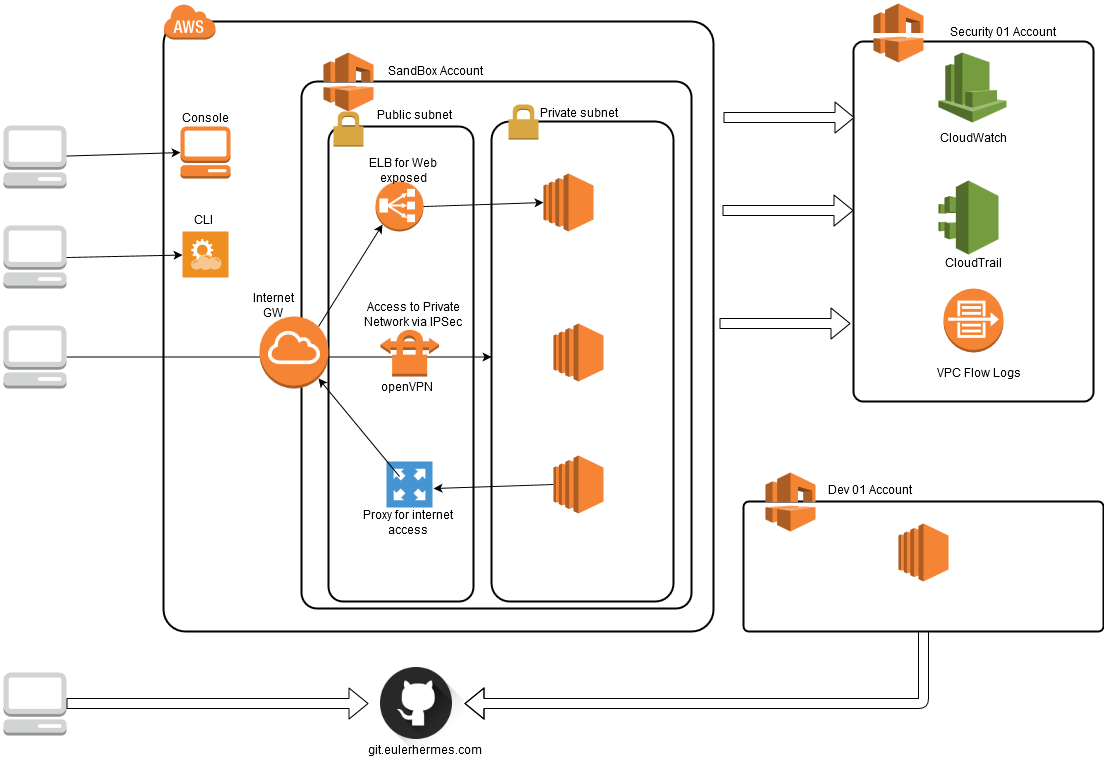 AWS
Security 01 Account
SandBox Account
CloudWatch
Console
Public subnet
Private subnet
ELB for Web
exposed
CLI
CloudTrail
Internet
GW
Access to Private
Network via IPSec
openVPN
VPC Flow Logs
Dev 01 Account
Proxy for internet
access
git.eulerhermes.com